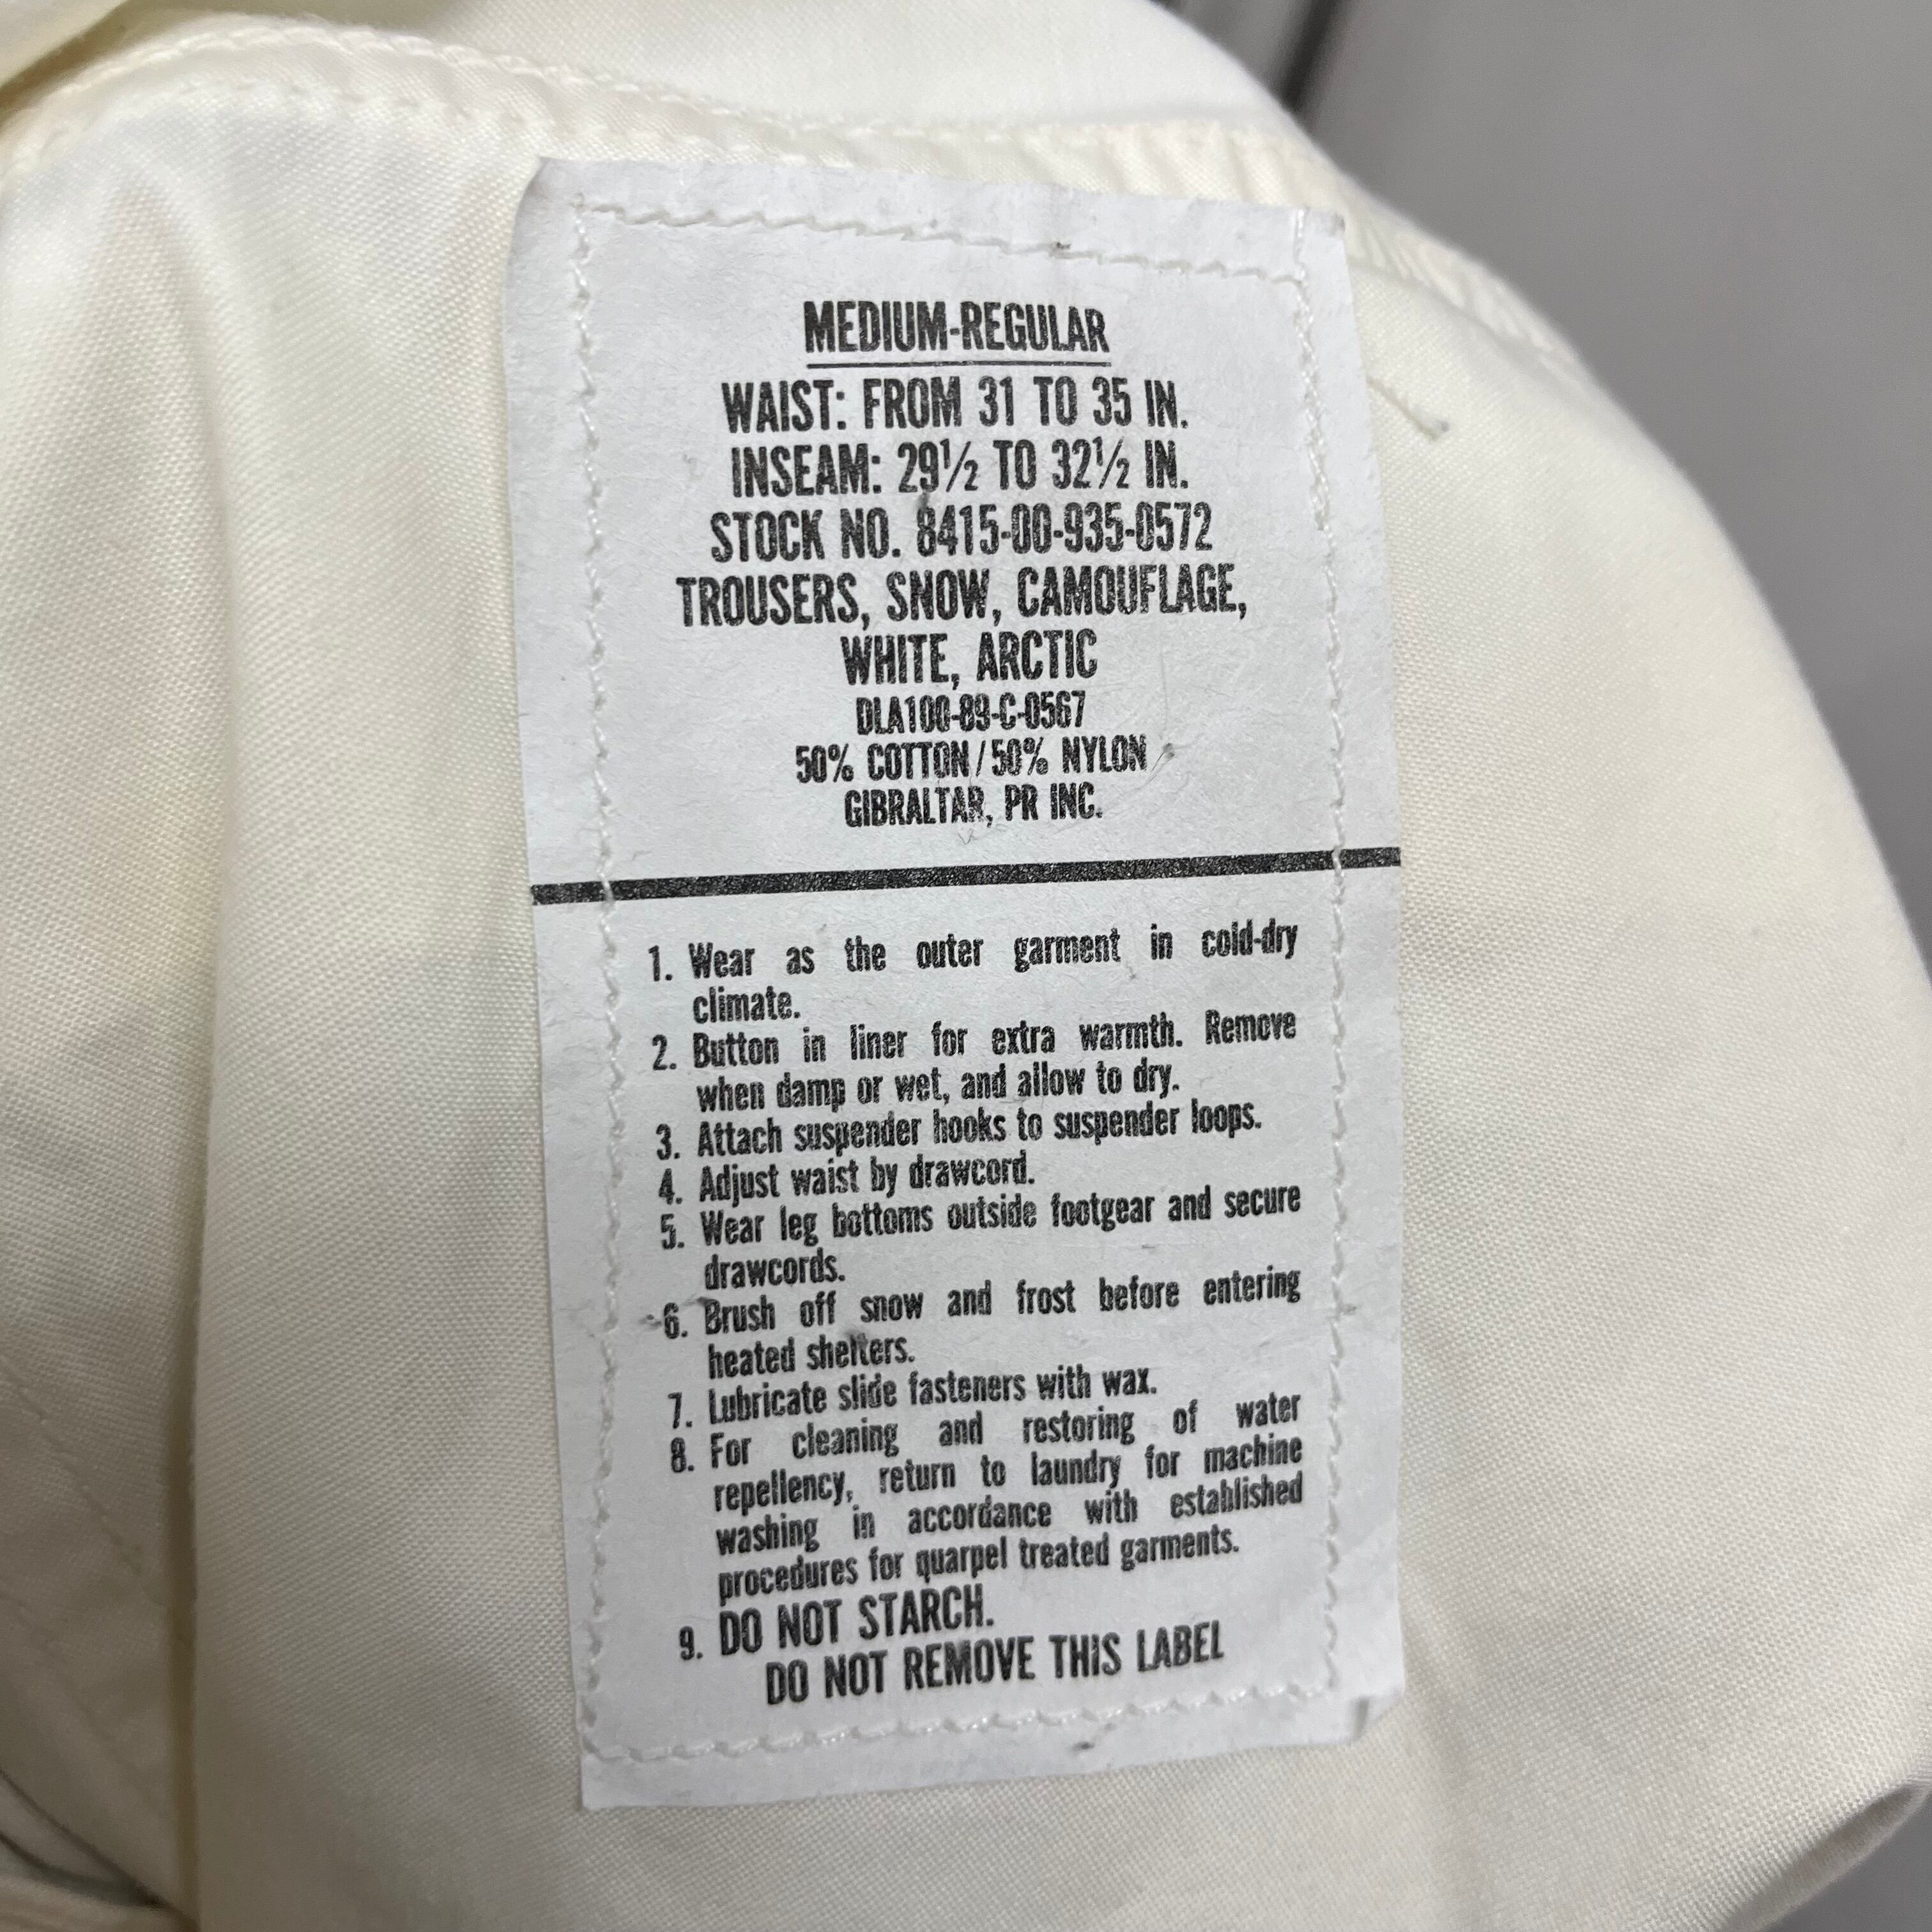 MEDIUM-REGULAR
WAIST: FROM 31 TO 35 IN.
INSEAM: 29½ TO 32½ IN.
STOCK NO. 8415-00-935-0572
TROUSERS, SNOW, CAMOUFLAGE,
WHITE, ARCTIC
DLA100-89-C-0567
50% COTTON/50% NYLON
GIBRALTAR, PR INC.
1. Wear as the outer garment in cold-dry
climate.
2. Button in liner for extra warmth. Remove
when damp or wet, and allow to dry.
3. Attach suspender hooks to suspender loops.
4. Adjust waist by drawcord.
5. Wear leg bottoms outside footgear and secure
drawcords.
6. Brush off snow and frost before entering
heated shelters.
7. Lubricate slide fasteners with wax.
8. For cleaning and restoring of water
repellency, return to laundry for machine
washing in accordance with established
procedures for quarpel treated garments.
9. DO NOT STARCH.
DO NOT REMOVE THIS LABEL